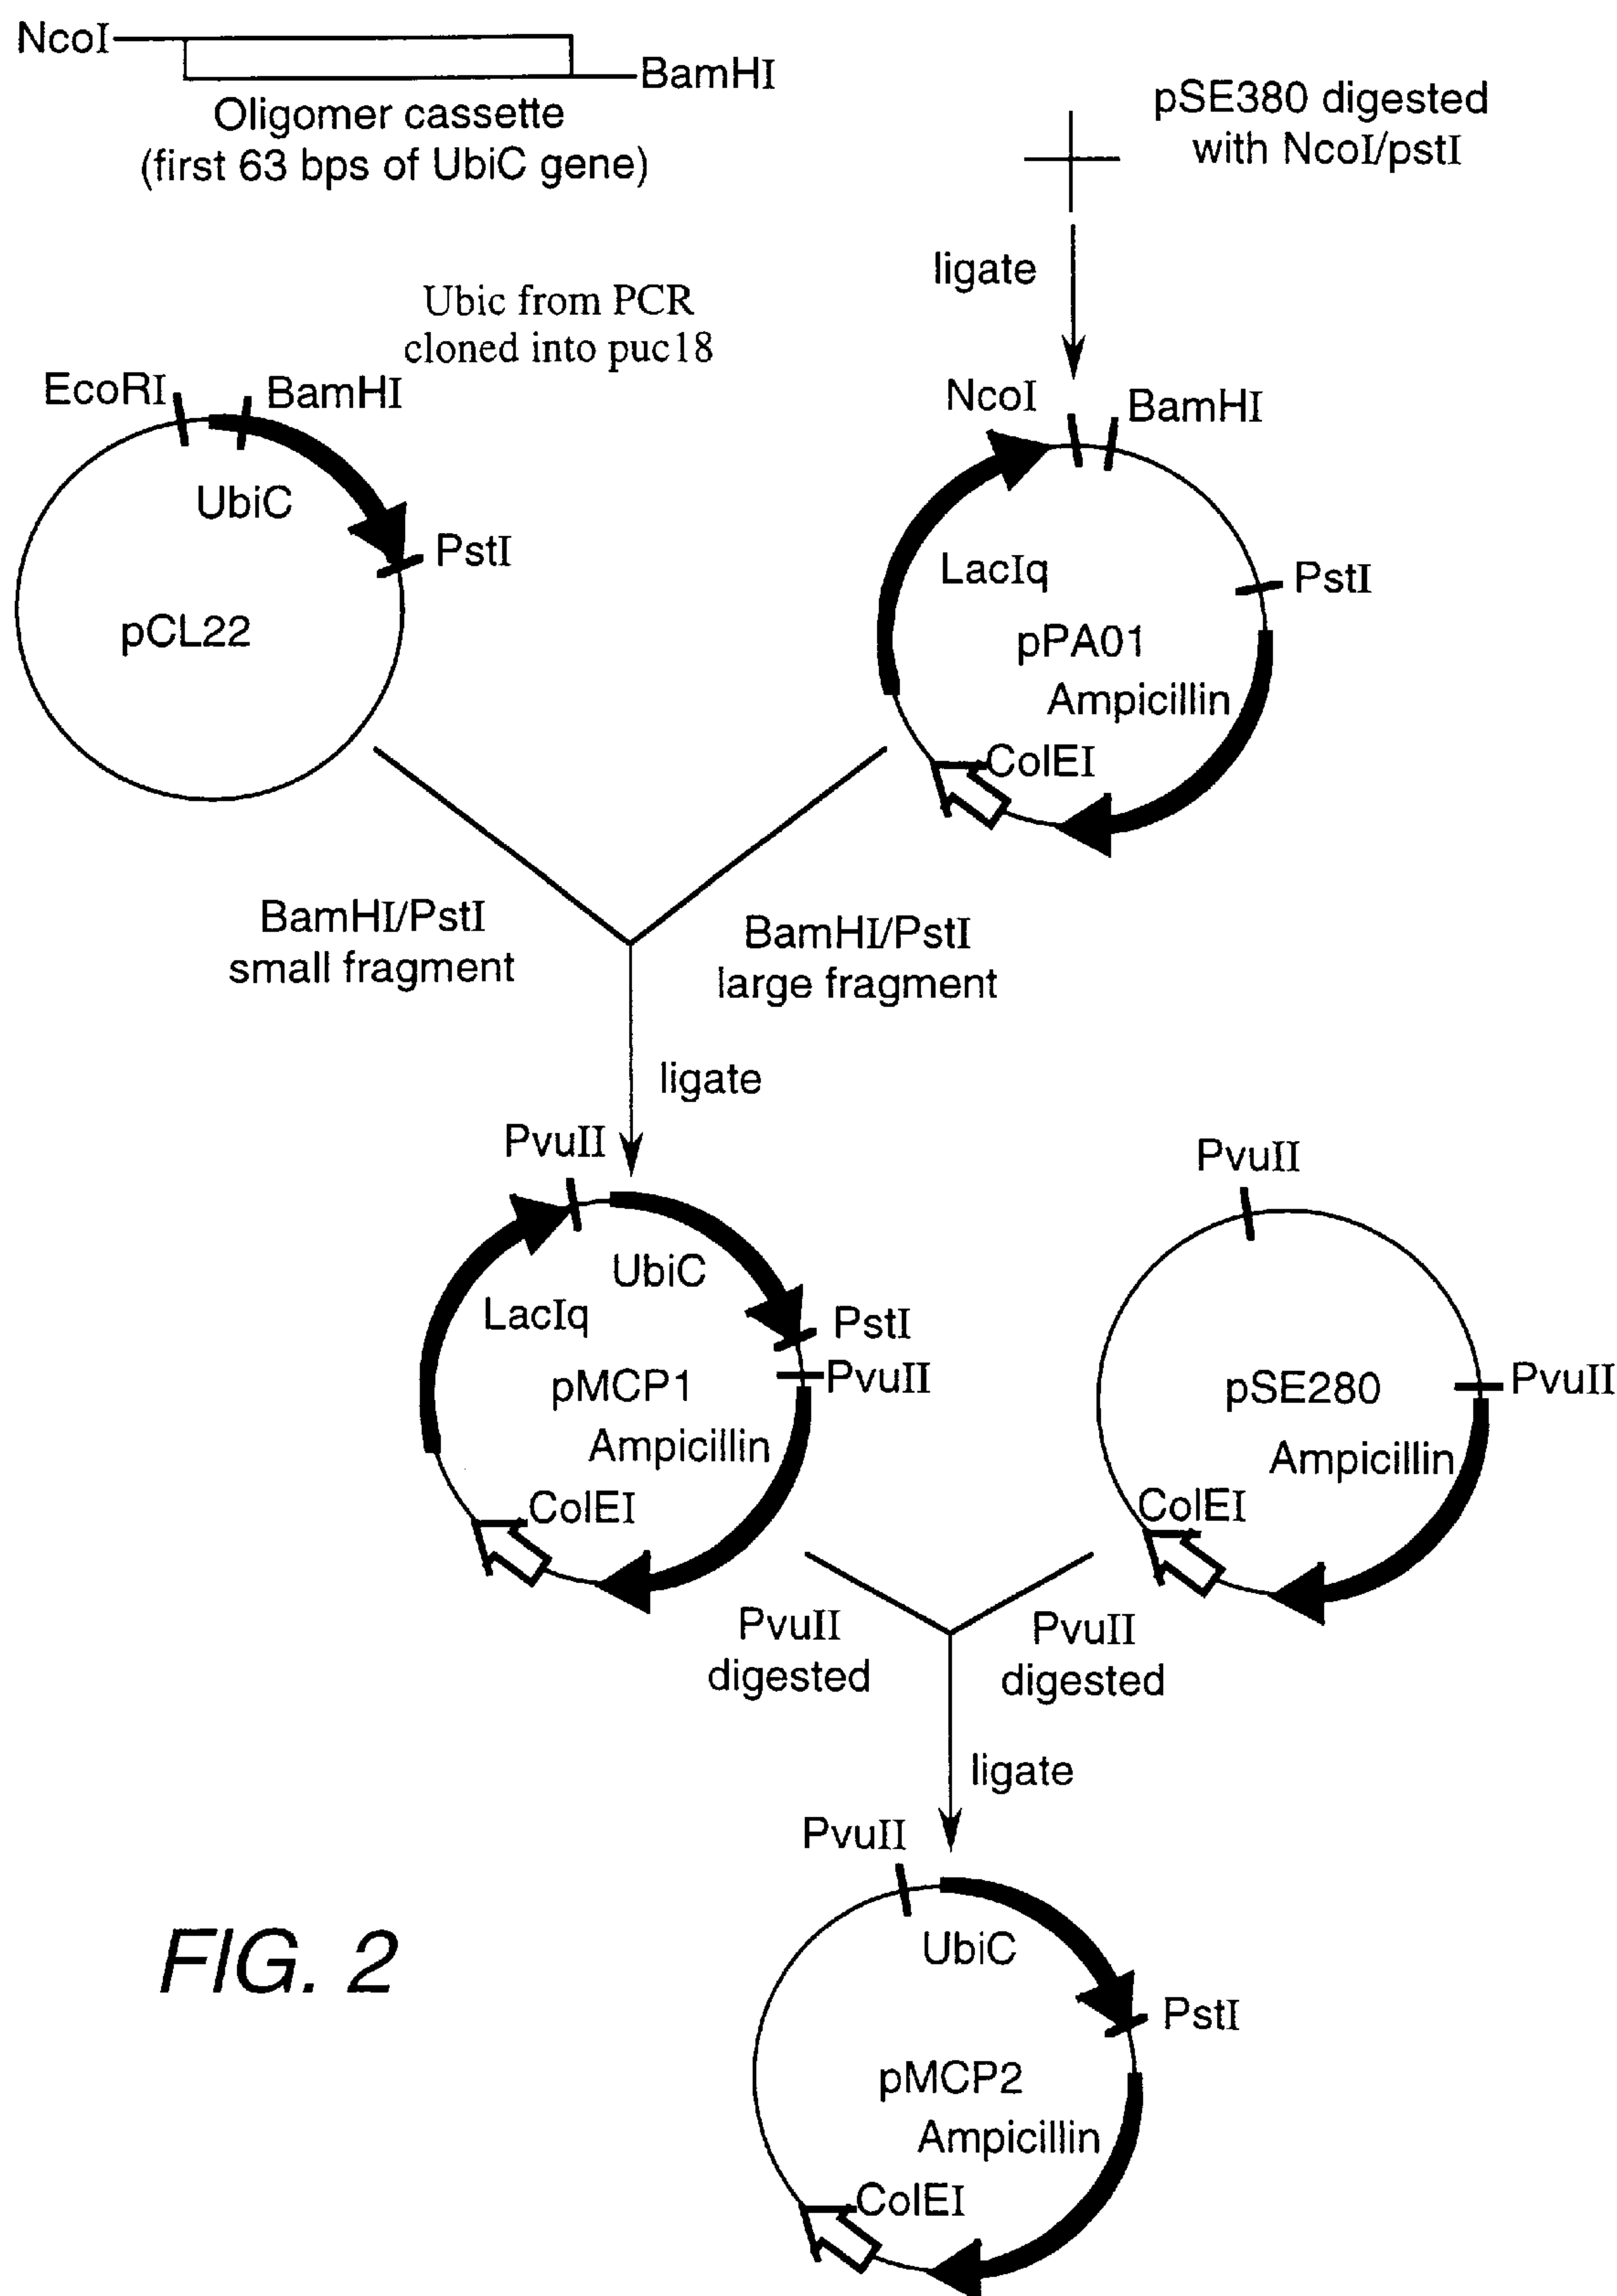 NcoI
BamHI
Oligomer cassette
(first 63 bps of UbiC gene)
pSE380 digested
with NcoI/pstI
ligate
Ubic from PCR
cloned into puc18
EcoRI
BamHI
UbiC
PstI
pCL22
NcoI
BamHI
LacIq
PstI
pPA01
Ampicillin
ColEI
BamHI/PstI
small fragment
BamHI/PstI
large fragment
ligate
PvuII
UbiC
LacIq
PstI
PvuII
pMCP1
Ampicillin
ColEI
PvuII
PvuII
pSE280
Ampicillin
ColEI
PvuII
digested
PvuII
digested
ligate
PvuII
UbiC
PstI
pMCP2
Ampicillin
ColEI
FIG. 2